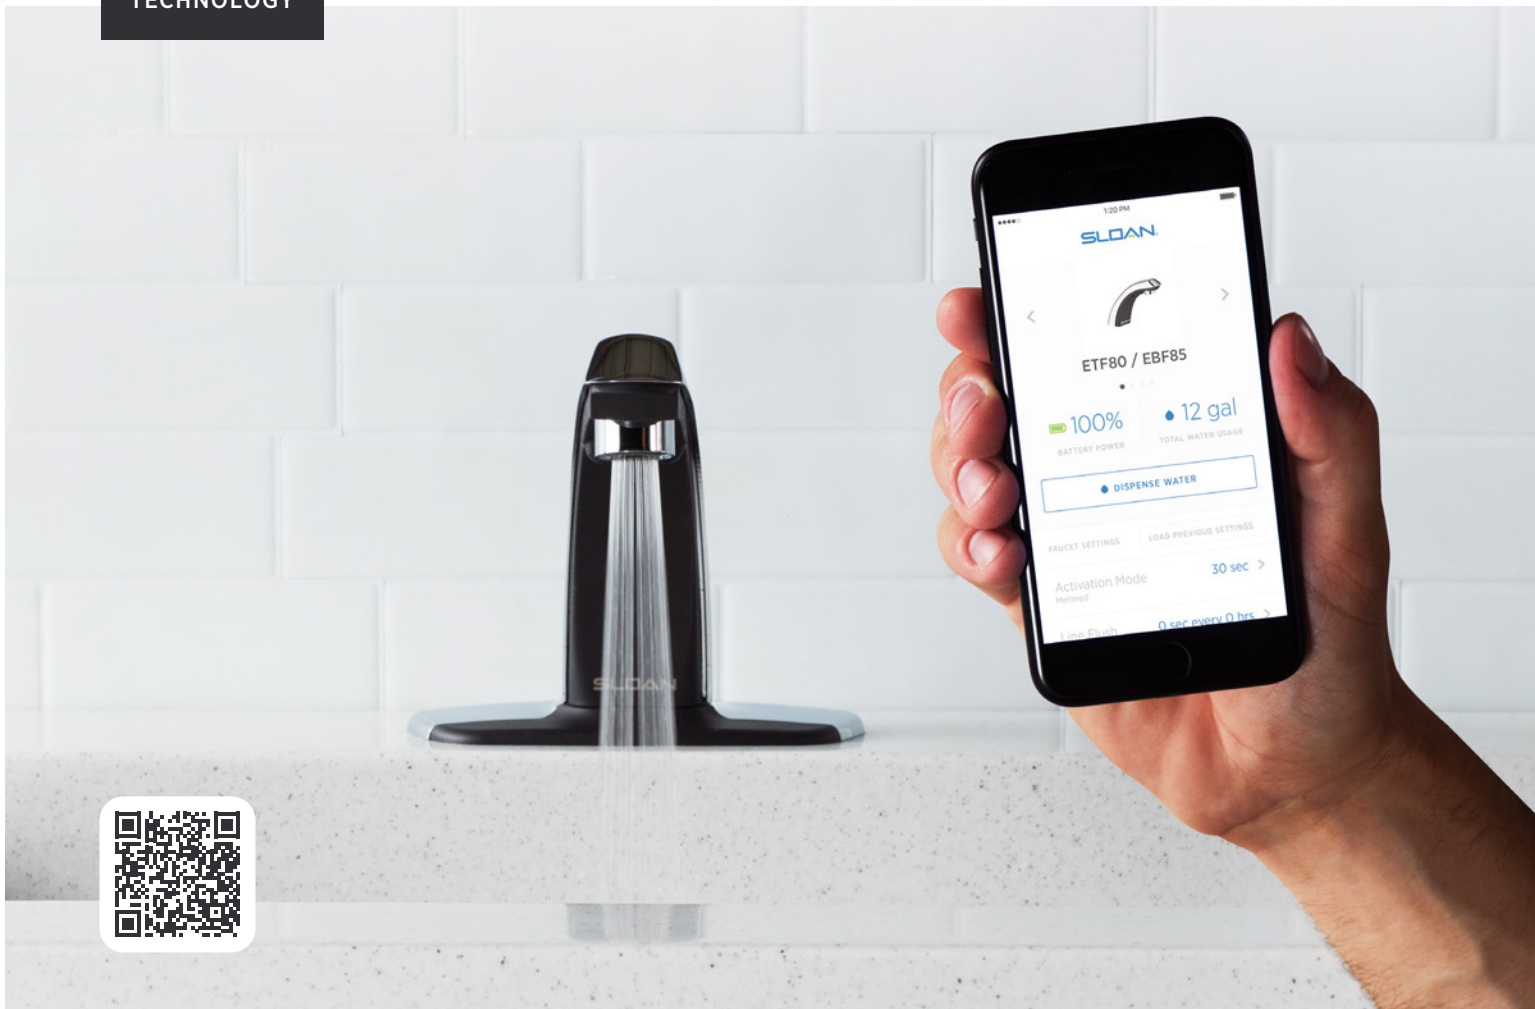 TECHNOLOGY
1:20 PM
SLOAN
ETF80 / EBF85
100%
BATTERY POWER
12 gal
TOTAL WATER USAGE
DISPENSE WATER
FAUCET SETTINGS
LOAD PREVIOUS SETTINGS
Activation Mode
Metered
30 sec
Line Flush
0 sec every 0 hrs
SLOAN